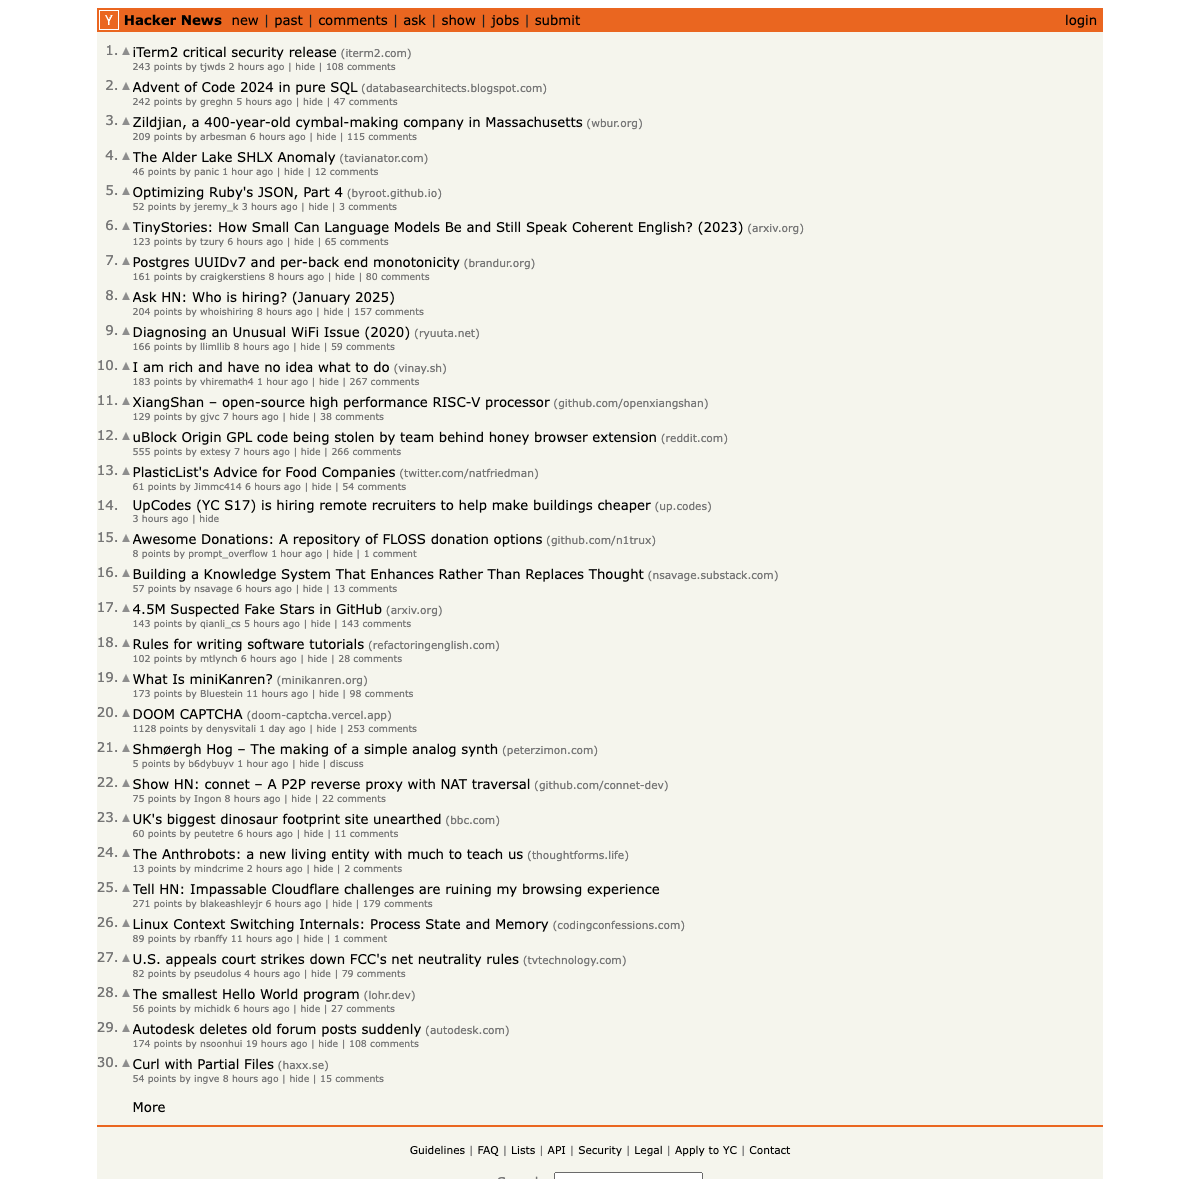 Y Hacker News new | past | comments | ask | show | jobs | submit login
1. ▲ iTerm2 critical security release (iterm2.com)
243 points by tjwds 2 hours ago | hide | 108 comments
2. ▲ Advent of Code 2024 in pure SQL (databasearchitects.blogspot.com)
242 points by greghn 5 hours ago | hide | 47 comments
3. ▲ Zildjian, a 400-year-old cymbal-making company in Massachusetts (wbur.org)
209 points by arbesman 6 hours ago | hide | 115 comments
4. ▲ The Alder Lake SHLX Anomaly (tavianator.com)
46 points by panic 1 hour ago | hide | 12 comments
5. ▲ Optimizing Ruby's JSON, Part 4 (byroot.github.io)
52 points by jeremy_k 3 hours ago | hide | 3 comments
6. ▲ TinyStories: How Small Can Language Models Be and Still Speak Coherent English? (2023) (arxiv.org)
123 points by tzury 6 hours ago | hide | 65 comments
7. ▲ Postgres UUIDv7 and per-back end monotonicity (brandur.org)
161 points by craigkerstiens 8 hours ago | hide | 80 comments
8. ▲ Ask HN: Who is hiring? (January 2025)
204 points by whoishiring 8 hours ago | hide | 157 comments
9. ▲ Diagnosing an Unusual WiFi Issue (2020) (ryuuta.net)
166 points by llimllib 8 hours ago | hide | 59 comments
10. ▲ I am rich and have no idea what to do (vinay.sh)
183 points by vhiremath4 1 hour ago | hide | 267 comments
11. ▲ XiangShan – open-source high performance RISC-V processor (github.com/openxiangshan)
129 points by gjvc 7 hours ago | hide | 38 comments
12. ▲ uBlock Origin GPL code being stolen by team behind honey browser extension (reddit.com)
555 points by extesy 7 hours ago | hide | 266 comments
13. ▲ PlasticList's Advice for Food Companies (twitter.com/natfriedman)
61 points by Jimmc414 6 hours ago | hide | 54 comments
14. UpCodes (YC S17) is hiring remote recruiters to help make buildings cheaper (up.codes)
3 hours ago | hide
15. ▲ Awesome Donations: A repository of FLOSS donation options (github.com/n1trux)
8 points by prompt_overflow 1 hour ago | hide | 1 comment
16. ▲ Building a Knowledge System That Enhances Rather Than Replaces Thought (nsavage.substack.com)
57 points by nsavage 6 hours ago | hide | 13 comments
17. ▲ 4.5M Suspected Fake Stars in GitHub (arxiv.org)
143 points by qianli_cs 5 hours ago | hide | 143 comments
18. ▲ Rules for writing software tutorials (refactoringenglish.com)
102 points by mtlynch 6 hours ago | hide | 28 comments
19. ▲ What Is miniKanren? (minikanren.org)
173 points by Bluestein 11 hours ago | hide | 98 comments
20. ▲ DOOM CAPTCHA (doom-captcha.vercel.app)
1128 points by denysvitali 1 day ago | hide | 253 comments
21. ▲ Shmøergh Hog – The making of a simple analog synth (peterzimon.com)
5 points by b6dybuyv 1 hour ago | hide | discuss
22. ▲ Show HN: connet – A P2P reverse proxy with NAT traversal (github.com/connet-dev)
75 points by Ingon 8 hours ago | hide | 22 comments
23. ▲ UK's biggest dinosaur footprint site unearthed (bbc.com)
60 points by peutetre 6 hours ago | hide | 11 comments
24. ▲ The Anthrobots: a new living entity with much to teach us (thoughtforms.life)
13 points by mindcrime 2 hours ago | hide | 2 comments
25. ▲ Tell HN: Impassable Cloudflare challenges are ruining my browsing experience
271 points by blakeashleyjr 6 hours ago | hide | 179 comments
26. ▲ Linux Context Switching Internals: Process State and Memory (codingconfessions.com)
89 points by rbanffy 11 hours ago | hide | 1 comment
27. ▲ U.S. appeals court strikes down FCC's net neutrality rules (tvtechnology.com)
82 points by pseudolus 4 hours ago | hide | 79 comments
28. ▲ The smallest Hello World program (lohr.dev)
56 points by michidk 6 hours ago | hide | 27 comments
29. ▲ Autodesk deletes old forum posts suddenly (autodesk.com)
174 points by nsoonhui 19 hours ago | hide | 108 comments
30. ▲ Curl with Partial Files (haxx.se)
54 points by ingve 8 hours ago | hide | 15 comments
More
Guidelines | FAQ | Lists | API | Security | Legal | Apply to YC | Contact